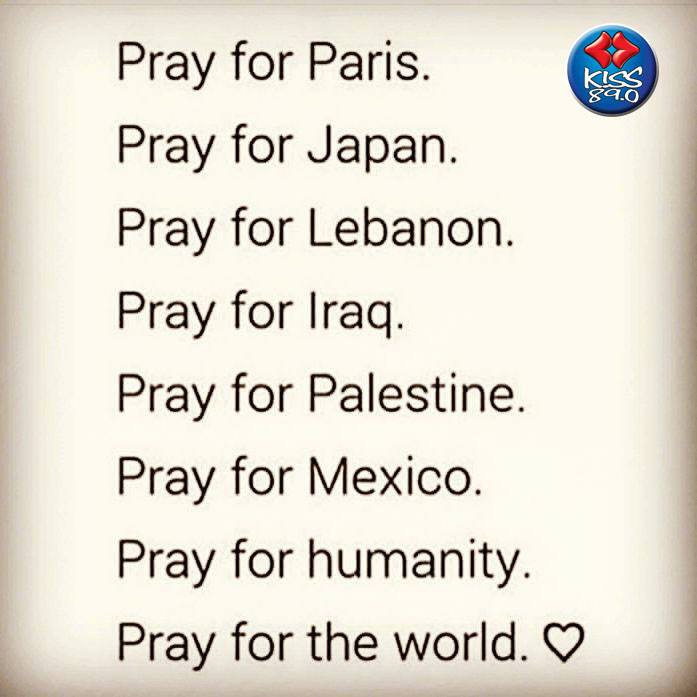 KISS
89.0
Pray for Paris.
Pray for Japan.
Pray for Lebanon.
Pray for Iraq.
Pray for Palestine.
Pray for Mexico.
Pray for humanity.
Pray for the world. ♡